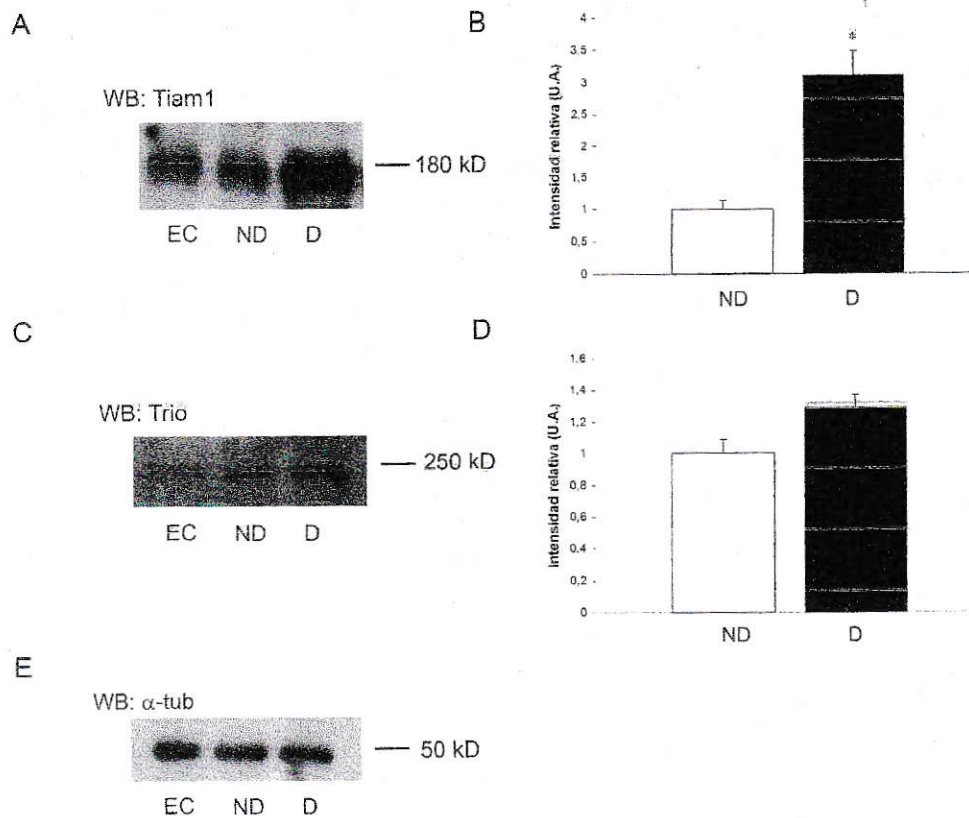 A
WB: Tiam1
180 kD
EC ND D
B
Intensidad relativa (U.A.)
4
3.5
3
2.5
2
1,5
1
0,5
0
*
ND D
C
WB: Trio
250 kD
EC ND D
D
Intensidad relativa (U.A.)
1.6
1,4
1,2
1
0,8
0,6
0,4
0,2
0
ND D
E
WB: α-tub
50 kD
EC ND D